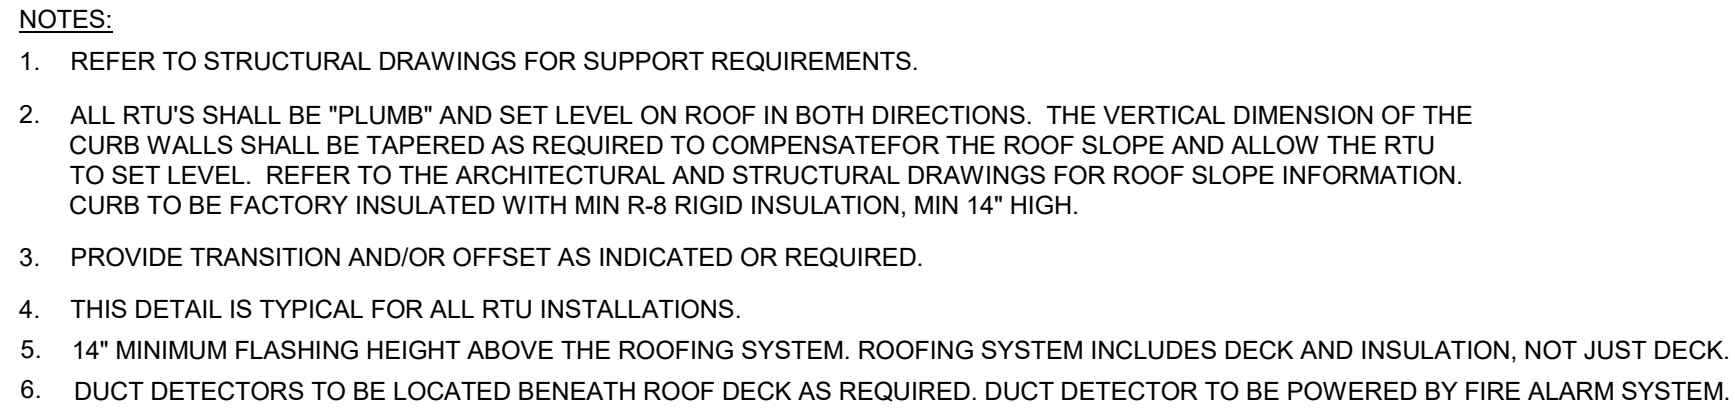 NOTES:
1. REFER TO STRUCTURAL DRAWINGS FOR SUPPORT REQUIREMENTS.
2. ALL RTU'S SHALL BE "PLUMB" AND SET LEVEL ON ROOF IN BOTH DIRECTIONS. THE VERTICAL DIMENSION OF THE
CURB WALLS SHALL BE TAPERED AS REQUIRED TO COMPENSATEFOR THE ROOF SLOPE AND ALLOW THE RTU
TO SET LEVEL. REFER TO THE ARCHITECTURAL AND STRUCTURAL DRAWINGS FOR ROOF SLOPE INFORMATION.
CURB TO BE FACTORY INSULATED WITH MIN R-8 RIGID INSULATION, MIN 14" HIGH.
3. PROVIDE TRANSITION AND/OR OFFSET AS INDICATED OR REQUIRED.
4. THIS DETAIL IS TYPICAL FOR ALL RTU INSTALLATIONS.
5. 14" MINIMUM FLASHING HEIGHT ABOVE THE ROOFING SYSTEM. ROOFING SYSTEM INCLUDES DECK AND INSULATION, NOT JUST DECK.
6. DUCT DETECTORS TO BE LOCATED BENEATH ROOF DECK AS REQUIRED. DUCT DETECTOR TO BE POWERED BY FIRE ALARM SYSTEM.